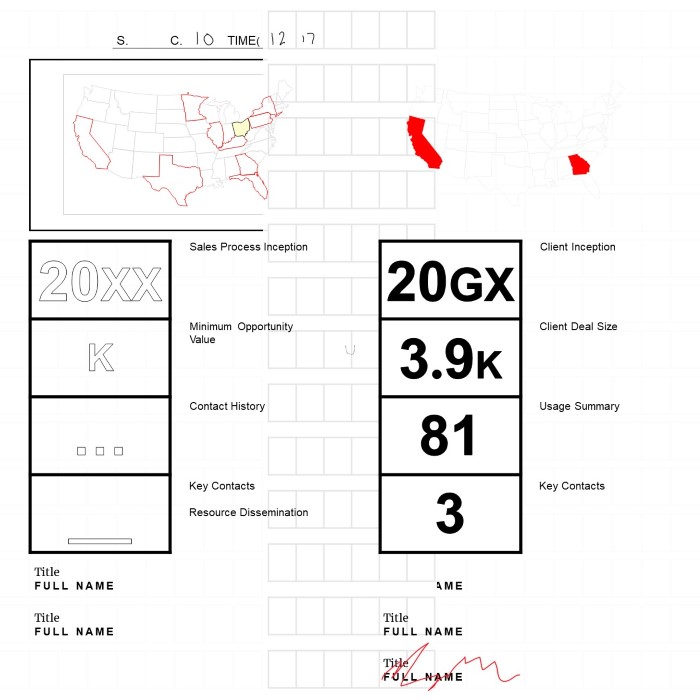 S. C. 10 TIME( 12 17
Sales Process Inception
20XX
Minimum Opportunity
Value
K
Contact History
...
Key Contacts
Resource Dissemination
Title
FULL NAME
Title
FULL NAME
U
Client Inception
20GX
Client Deal Size
3.9K
Usage Summary
81
Key Contacts
3
AME
Title
FULL NAME
Title
FULL NAME